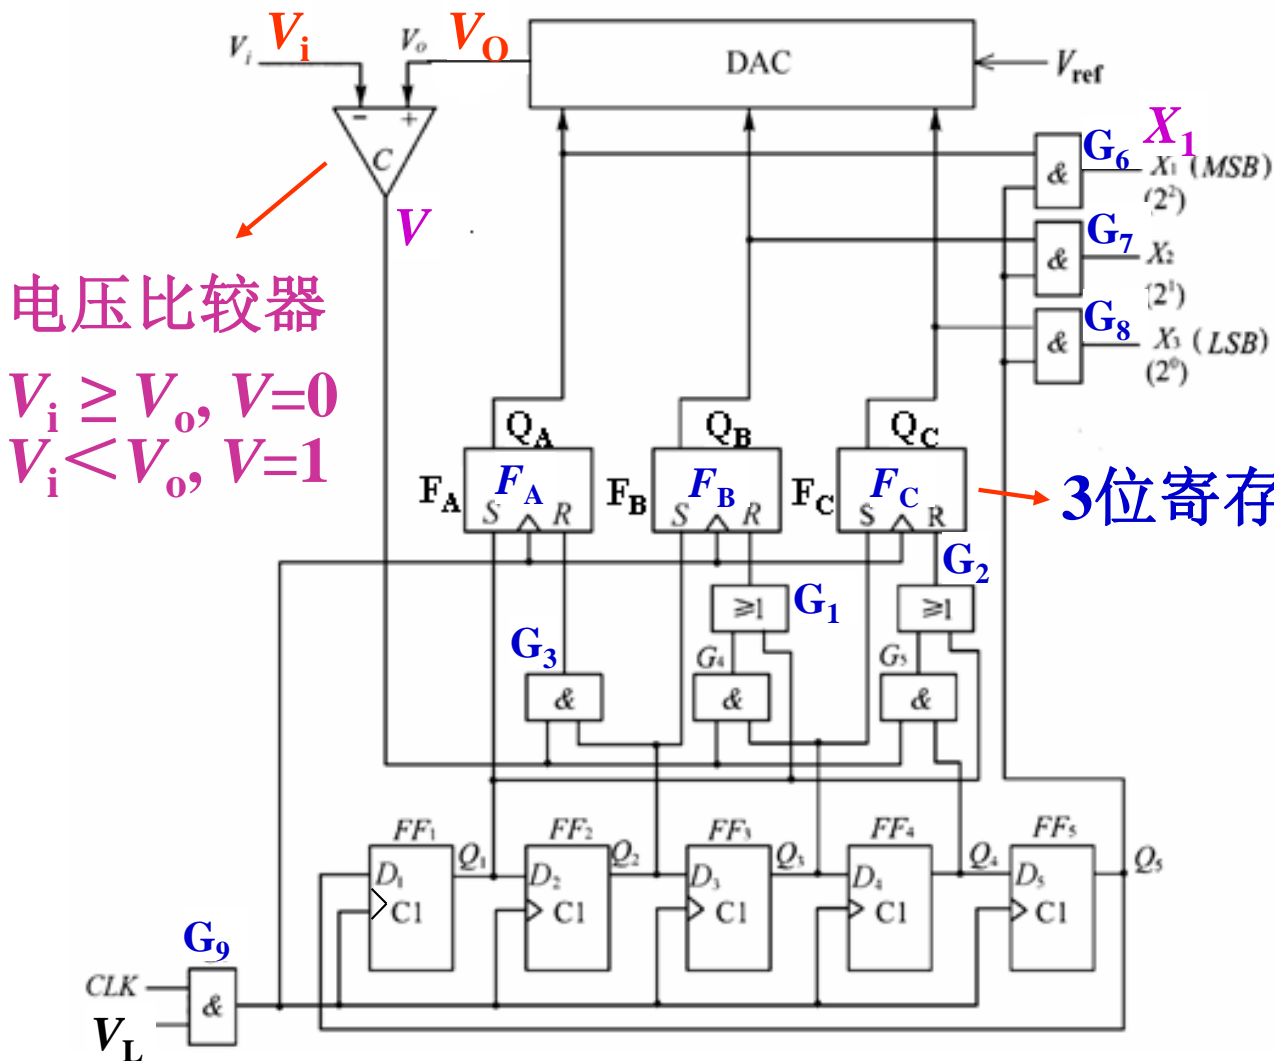 Vi Vi Vo VO DAC Vref
− +
C
V
电压比较器
Vi ≥ Vo, V=0
Vi < Vo, V=1
& G6 X1 X1 (MSB)
(2²)
& G7 X2
(2¹)
& G8 X3 (LSB)
(2⁰)
QA QB QC
FA FA FB FB FC FC 3位寄存
S R S R S R
≥1 G1 ≥1 G2
G3 G4 G5
& & &
FF1 FF2 FF3 FF4 FF5
D1 Q1 D2 Q2 D3 Q3 D4 Q4 D5 Q5
C1 C1 C1 C1 C1
G9
CLK &
VL